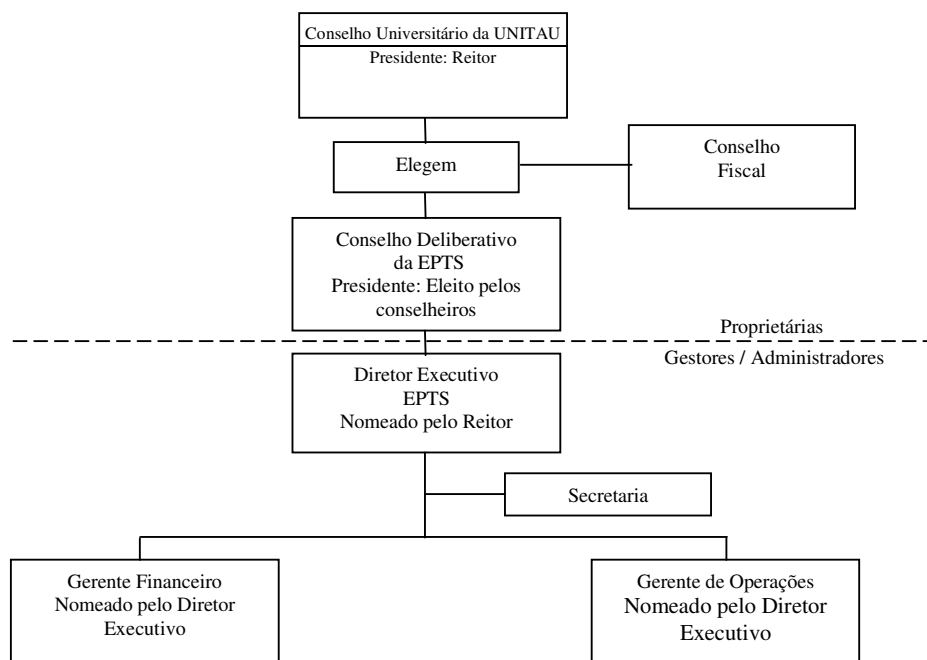 Conselho Universitário da UNITAU
Presidente: Reitor
Elegem
Conselho
Fiscal
Conselho Deliberativo
da EPTS
Presidente: Eleito pelos
conselheiros
Proprietárias
Gestores / Administradores
Diretor Executivo
EPTS
Nomeado pelo Reitor
Secretaria
Gerente Financeiro
Nomeado pelo Diretor
Executivo
Gerente de Operações
Nomeado pelo Diretor
Executivo